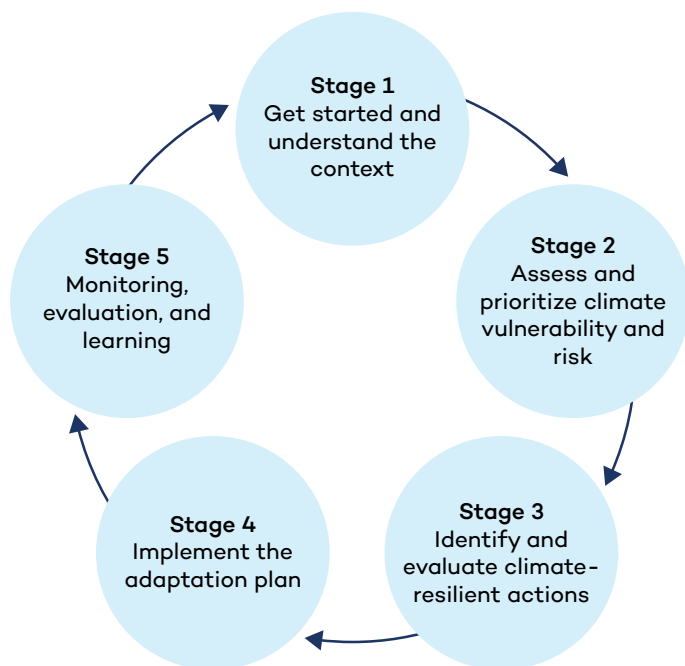 Stage 1
Get started and
understand the
context
Stage 2
Assess and
prioritize climate
vulnerability and
risk
Stage 3
Identify and
evaluate climate-
resilient actions
Stage 4
Implement the
adaptation plan
Stage 5
Monitoring,
evaluation, and
learning